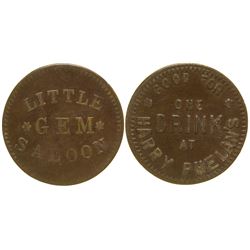 LITTLE
*GEM*
SALOON
GOOD FOR
ONE
DRINK
AT
HARRY PHELAN'S